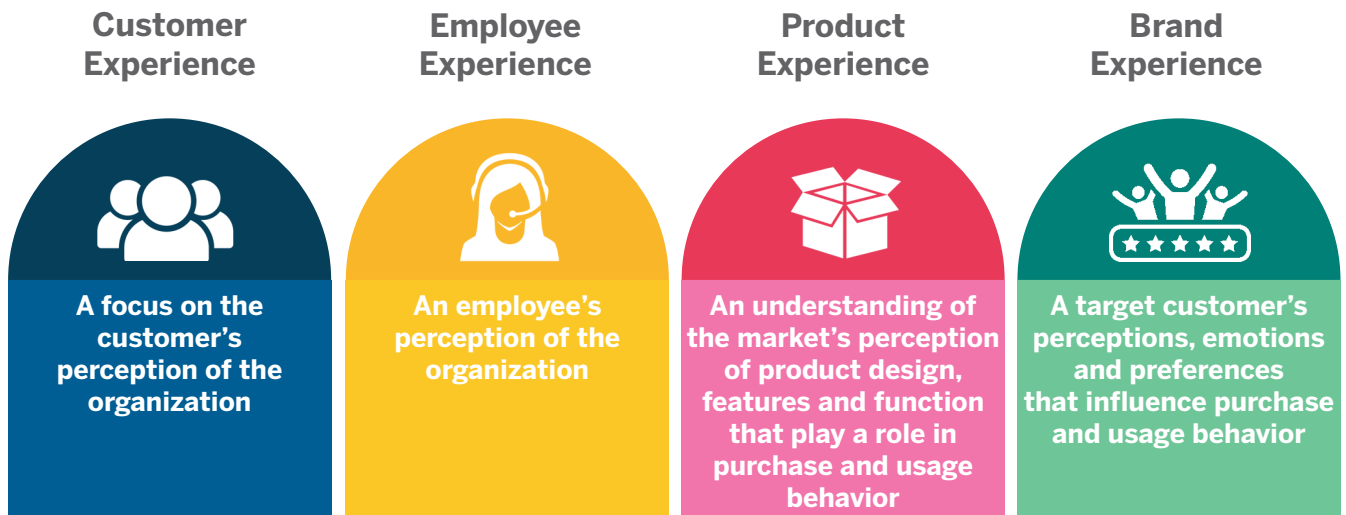 Customer
Experience
Employee
Experience
Product
Experience
Brand
Experience
A focus on the
customer’s
perception of the
organization
An employee’s
perception of the
organization
An understanding of
the market’s perception
of product design,
features and function
that play a role in
purchase and usage
behavior
A target customer’s
perceptions, emotions
and preferences
that influence purchase
and usage behavior